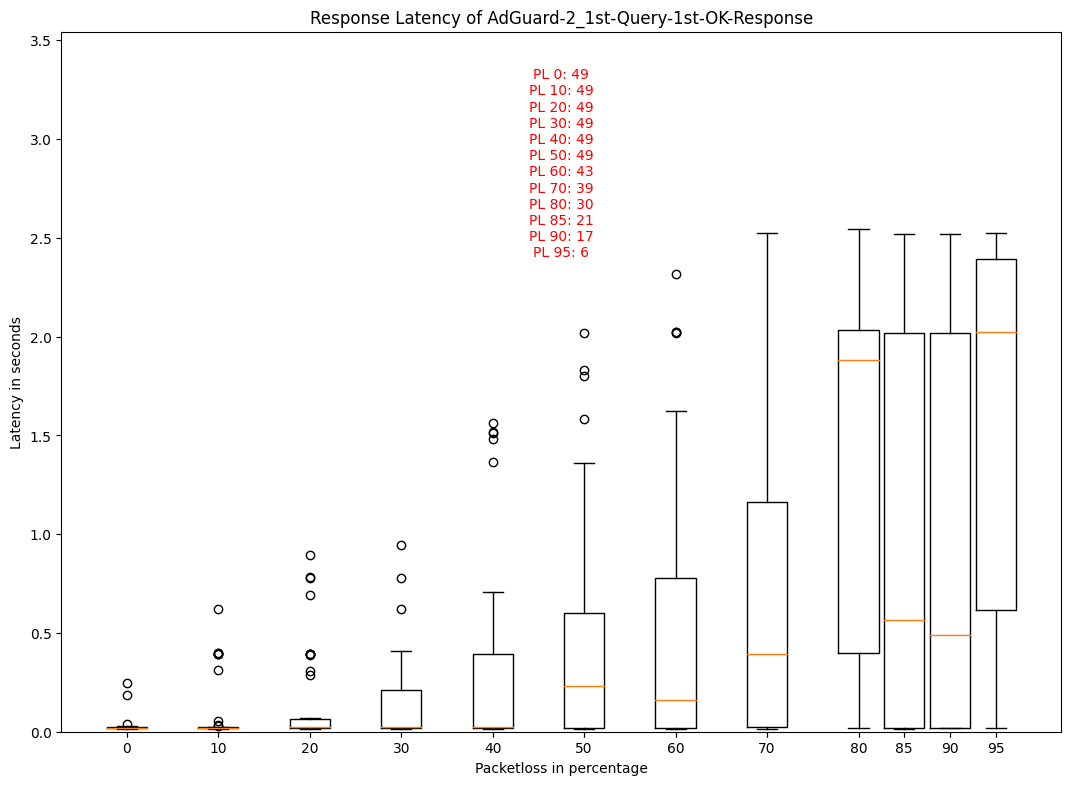 Response Latency of AdGuard-2_1st-Query-1st-OK-Response
3.5
3.0
2.5
2.0
1.5
1.0
0.5
0.0
Latency in seconds
PL 0: 49
PL 10: 49
PL 20: 49
PL 30: 49
PL 40: 49
PL 50: 49
PL 60: 43
PL 70: 39
PL 80: 30
PL 85: 21
PL 90: 17
PL 95: 6
0 10 20 30 40 50 60 70 80 85 90 95
Packetloss in percentage